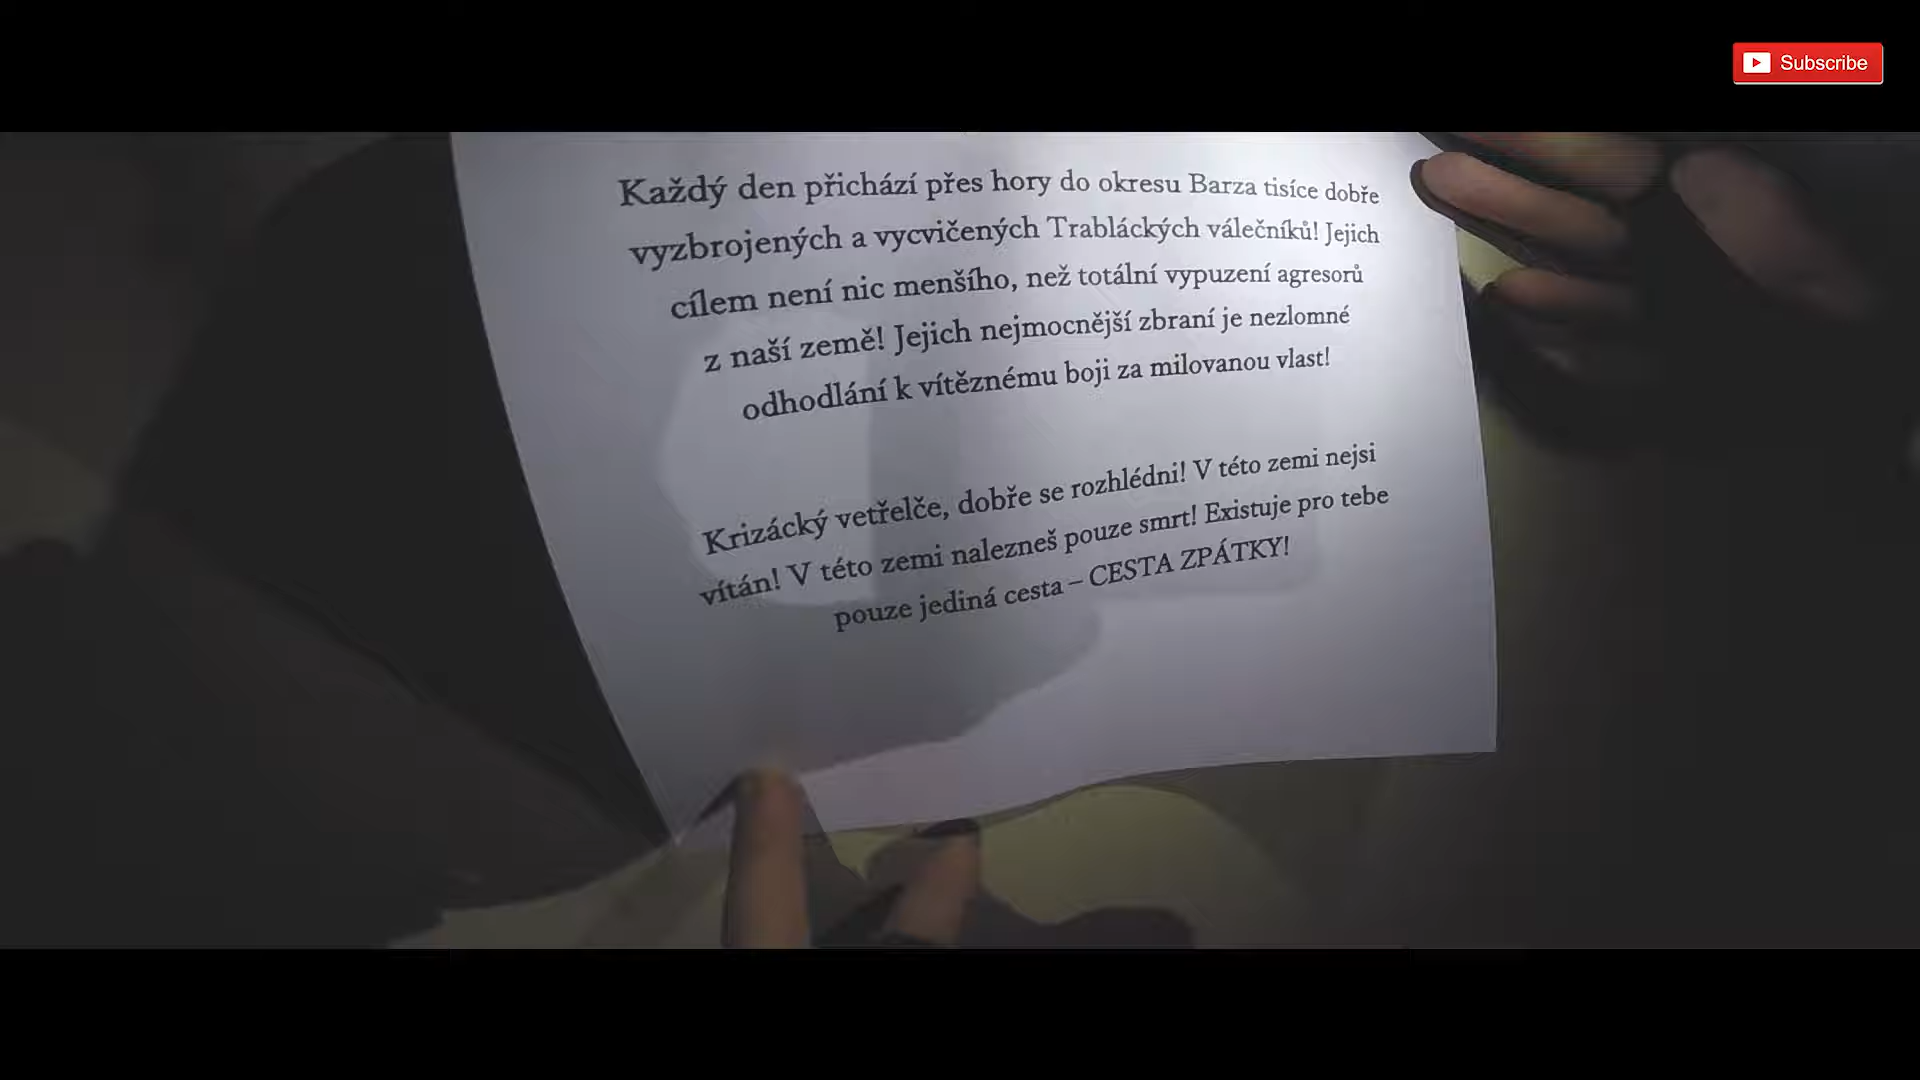 Subscribe
Každý den přichází přes hory do okresu Barza tisíce dobře
vyzbrojených a vycvičených Trabláckých válečníků! Jejich
cílem není nic menšího, než totální vypuzení agresorů
z naší země! Jejich nejmocnější zbraní je nezlomné
odhodlání k vítěznému boji za milovanou vlast!
Krizácký vetřelče, dobře se rozhlédni! V této zemi nejsi
vítán! V této zemi nalezneš pouze smrt! Existuje pro tebe
pouze jediná cesta – CESTA ZPÁTKY!